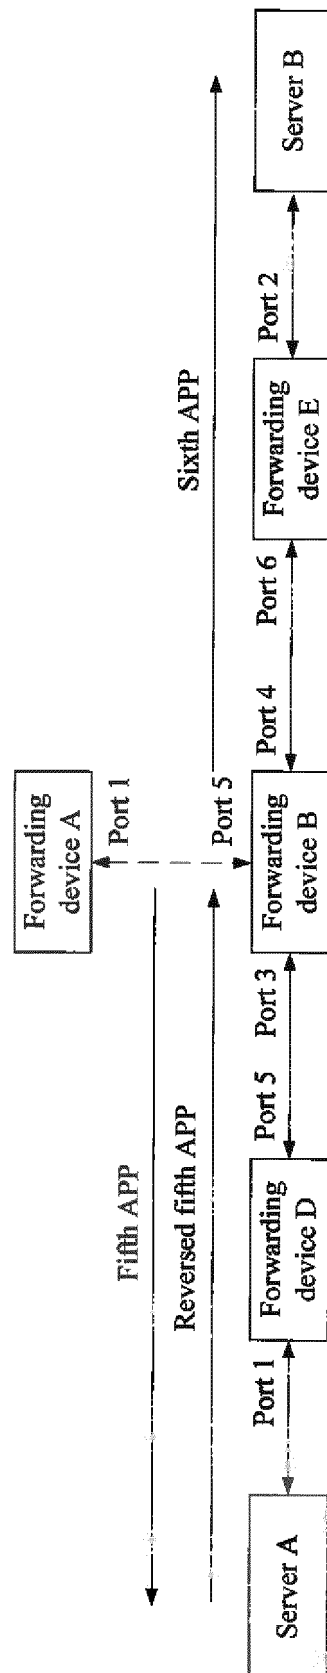 Forwarding
device A
Port 1
Fifth APP
Sixth APP
Reversed fifth APP
Port 5
Server A
Port 1
Forwarding
device D
Port 5
Port 3
Forwarding
device B
Port 4
Port 6
Forwarding
device E
Port 2
Server B